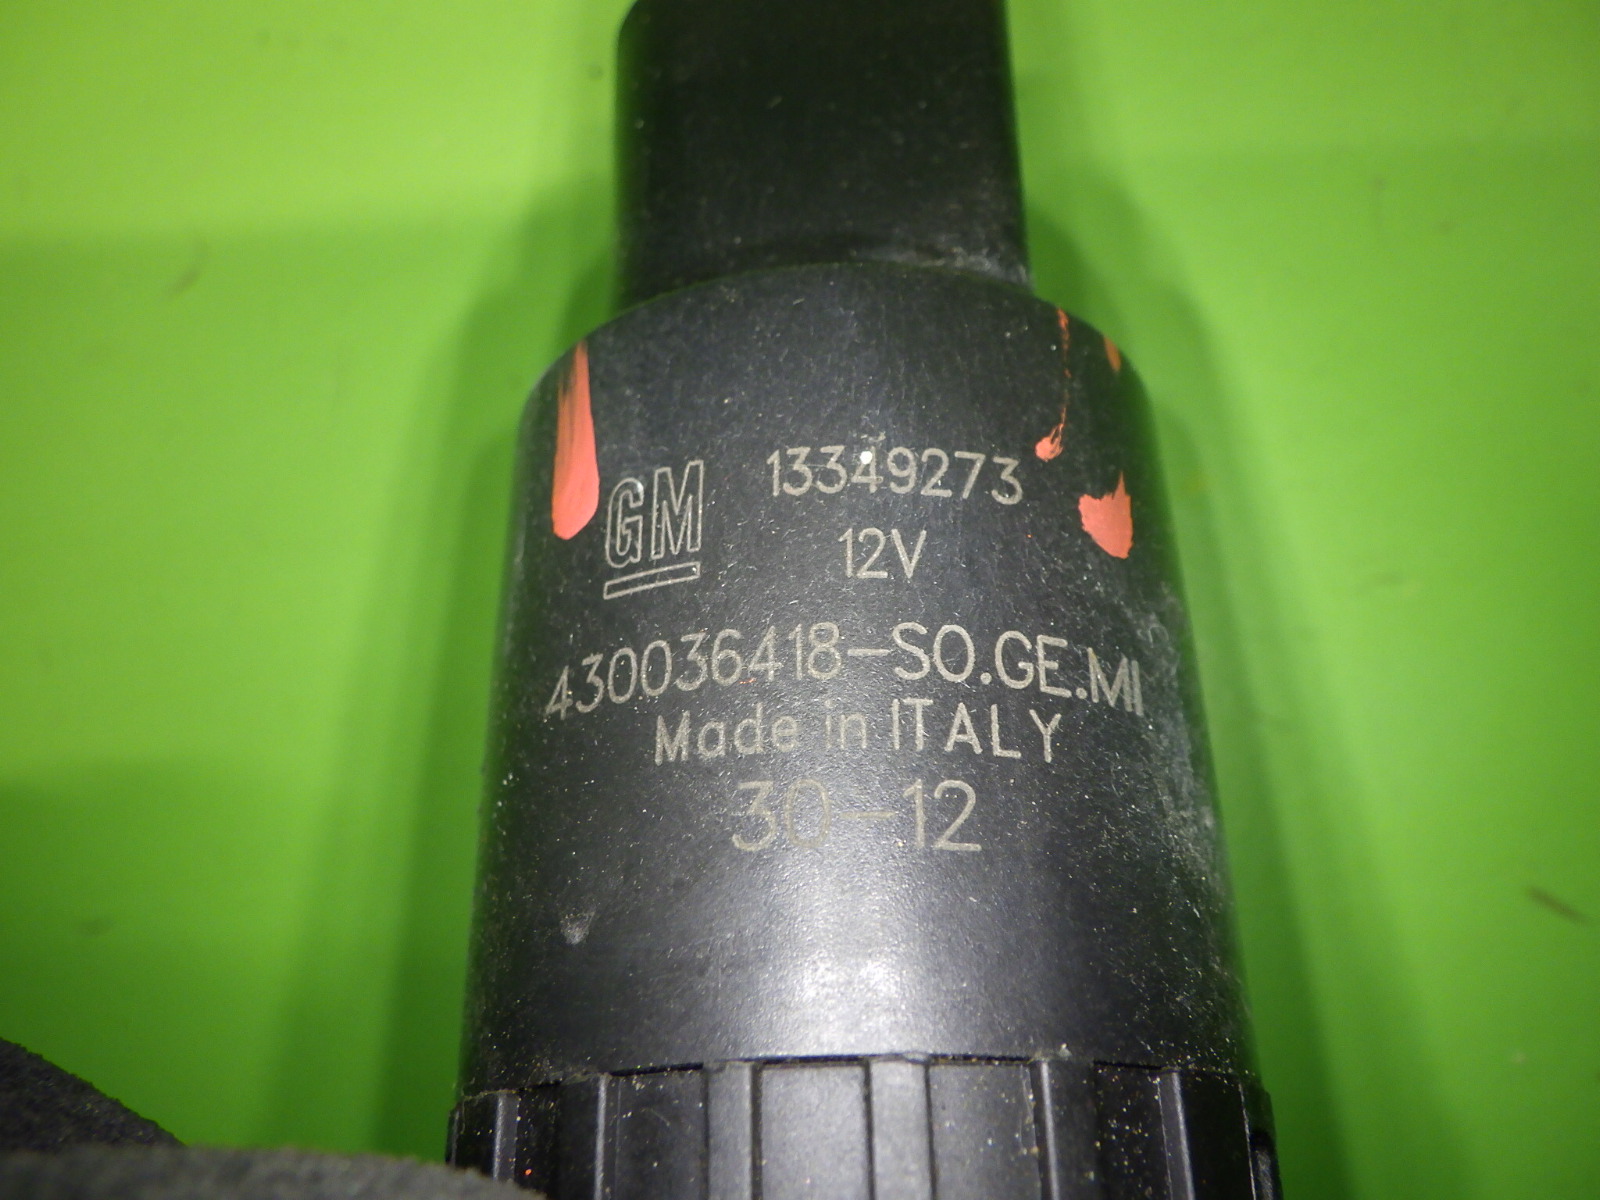 GM 13349273
12V
430036418-SO.GE.MI
Made in ITALY
30-12